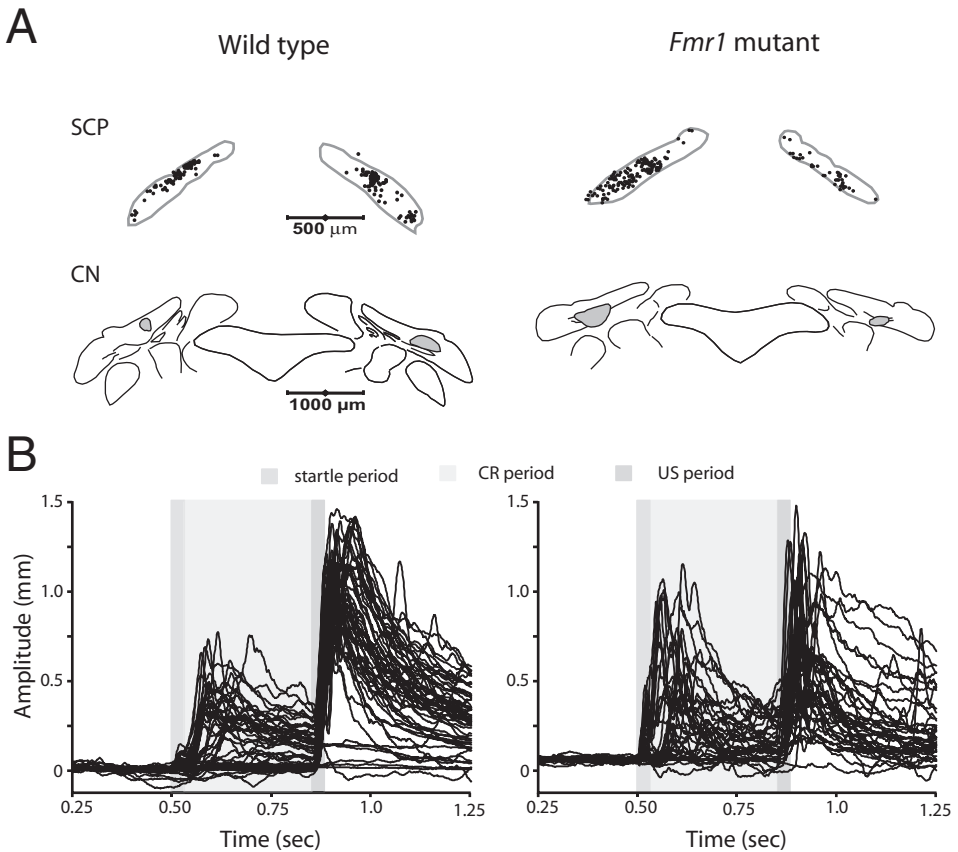 A
Wild type
Fmr1 mutant
SCP
500 µm
CN
1000 µm
B
startle period
CR period
US period
Amplitude (mm)
1.5
1.0
0.5
0
0.25
0.50
0.75
1.0
1.25
Time (sec)
1.5
1.0
0.5
0
0.25
0.50
0.75
1.0
1.25
Time (sec)